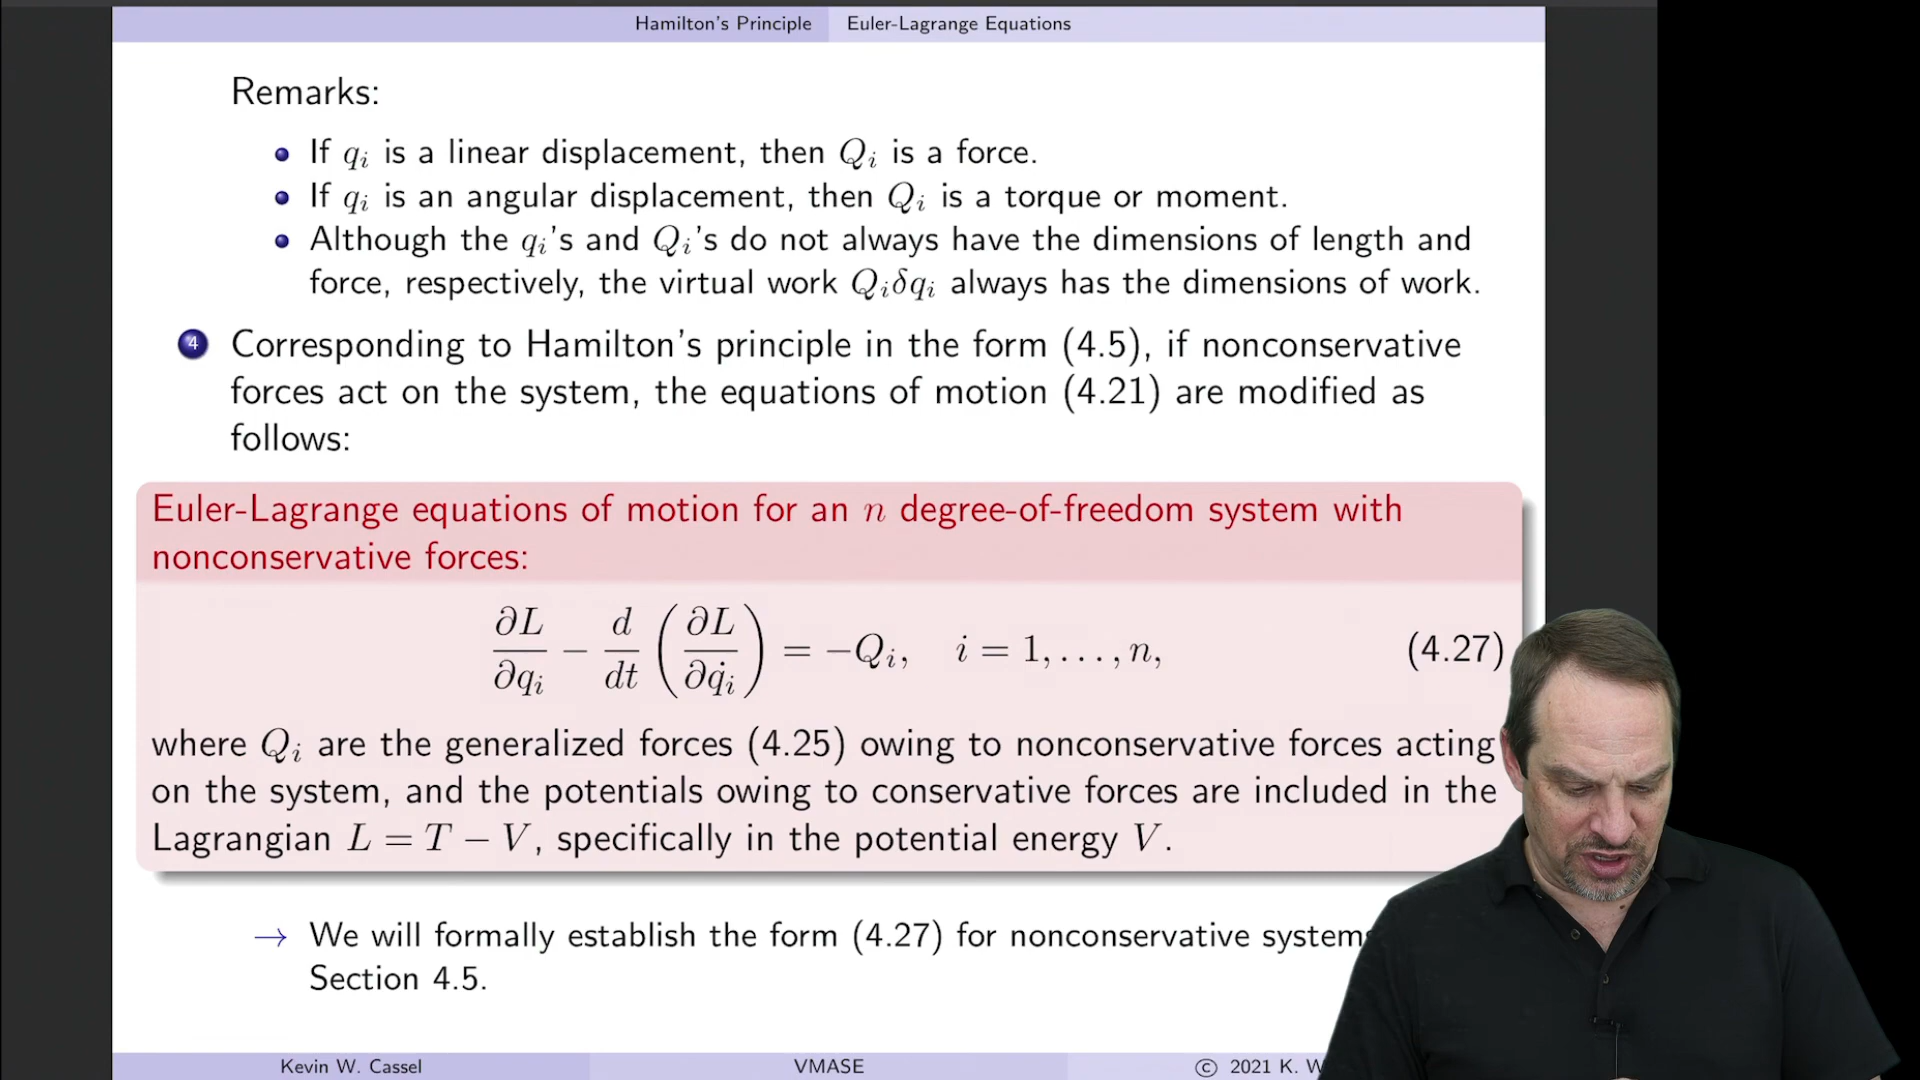 Hamilton's Principle Euler-Lagrange Equations
Remarks:
• If qᵢ is a linear displacement, then Qᵢ is a force.
• If qᵢ is an angular displacement, then Qᵢ is a torque or moment.
• Although the qᵢ's and Qᵢ's do not always have the dimensions of length and
force, respectively, the virtual work Qᵢδqᵢ always has the dimensions of work.
4 Corresponding to Hamilton's principle in the form (4.5), if nonconservative
forces act on the system, the equations of motion (4.21) are modified as
follows:
Euler-Lagrange equations of motion for an n degree-of-freedom system with
nonconservative forces:
∂L/∂qᵢ − d/dt (∂L/∂q̇ᵢ) = −Qᵢ, i = 1, . . . , n, (4.27)
where Qᵢ are the generalized forces (4.25) owing to nonconservative forces acting
on the system, and the potentials owing to conservative forces are included in the
Lagrangian L = T − V, specifically in the potential energy V.
→ We will formally establish the form (4.27) for nonconservative systems
Section 4.5.
Kevin W. Cassel VMASE © 2021 K. W